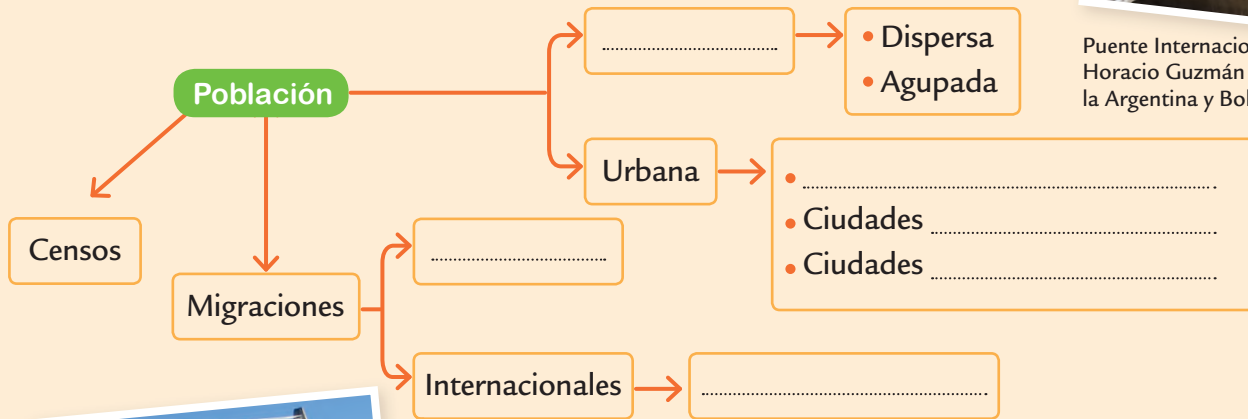 Dispersa
Agupada
Puente Internacio
Horacio Guzmán
la Argentina y Bol
Población
Urbana
Ciudades
Ciudades
Censos
Migraciones
Internacionales